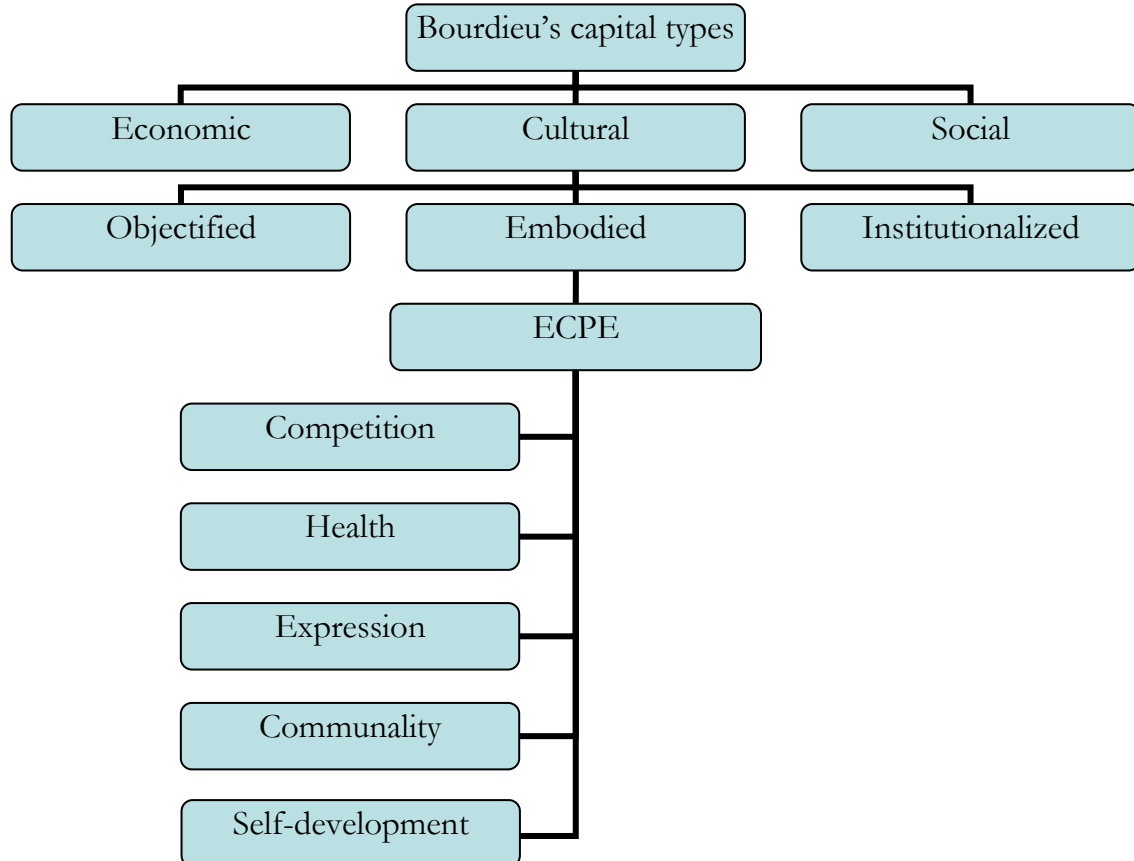 Bourdieu’s capital types
Economic
Cultural
Social
Objectified
Embodied
Institutionalized
ECPE
Competition
Health
Expression
Communality
Self-development